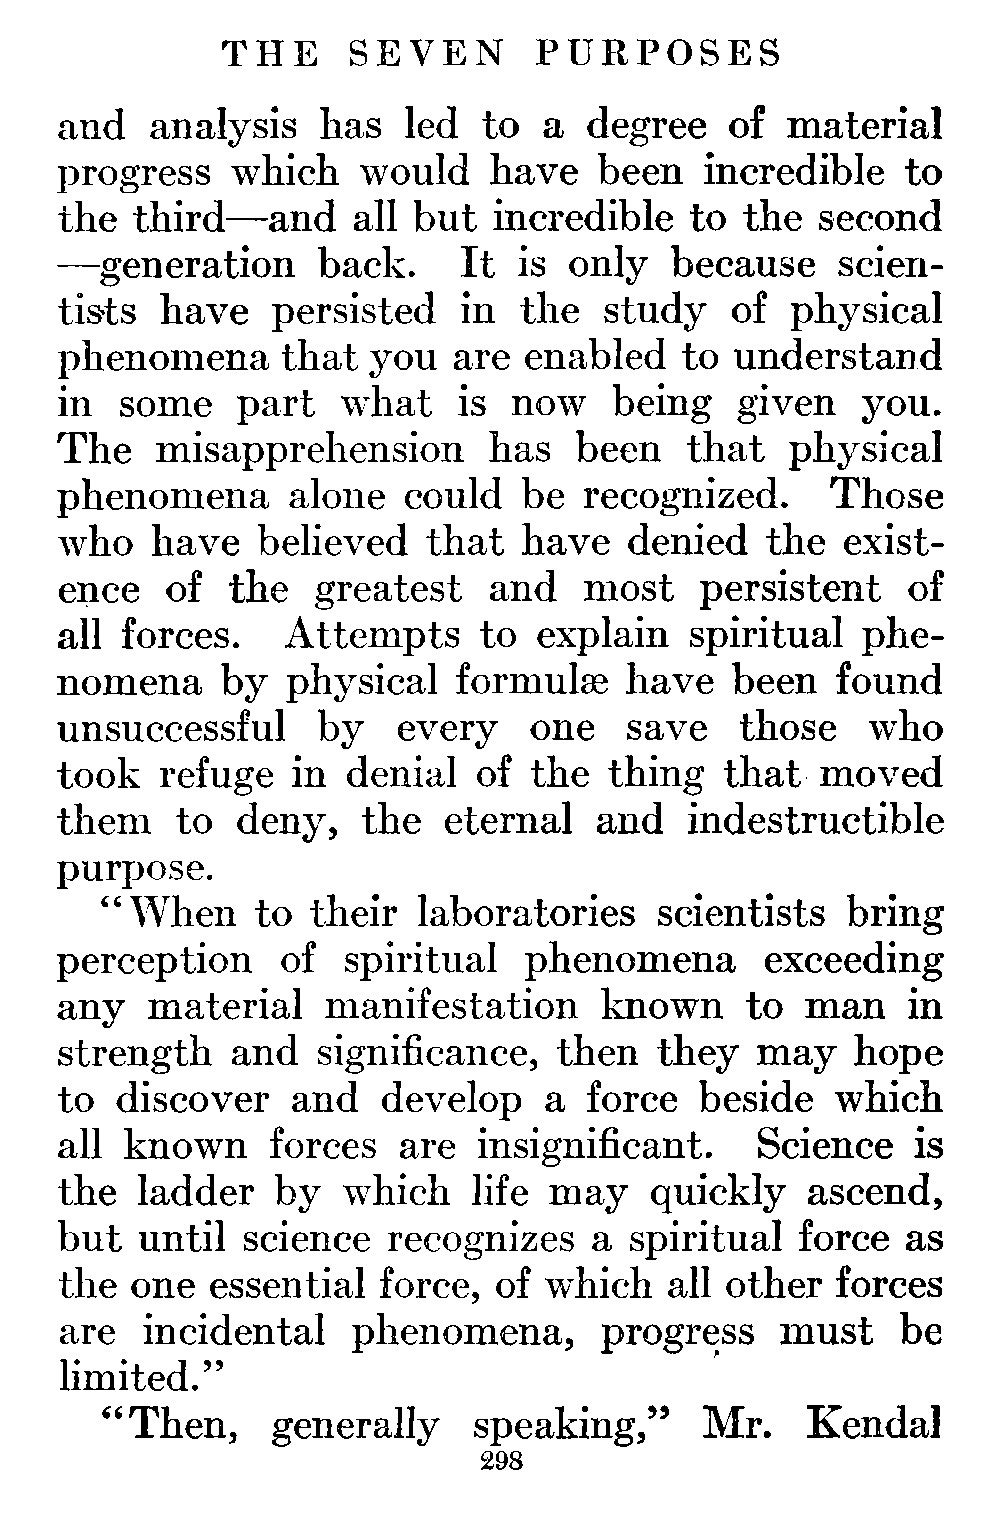 THE SEVEN PURPOSES
and analysis has led to a degree of material
progress which would have been incredible to
the third—and all but incredible to the second
—generation back. It is only because scien-
tists have persisted in the study of physical
phenomena that you are enabled to understand
in some part what is now being given you.
The misapprehension has been that physical
phenomena alone could be recognized. Those
who have believed that have denied the exist-
ence of the greatest and most persistent of
all forces. Attempts to explain spiritual phe-
nomena by physical formulæ have been found
unsuccessful by every one save those who
took refuge in denial of the thing that moved
them to deny, the eternal and indestructible
purpose.
“When to their laboratories scientists bring
perception of spiritual phenomena exceeding
any material manifestation known to man in
strength and significance, then they may hope
to discover and develop a force beside which
all known forces are insignificant. Science is
the ladder by which life may quickly ascend,
but until science recognizes a spiritual force as
the one essential force, of which all other forces
are incidental phenomena, progress must be
limited.”
“Then, generally speaking,” Mr. Kendal
298